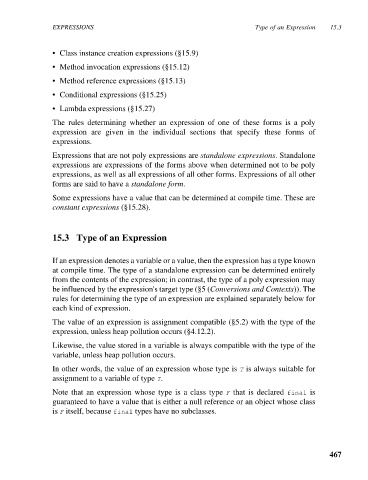 EXPRESSIONS Type of an Expression 15.3
• Class instance creation expressions (§15.9)
• Method invocation expressions (§15.12)
• Method reference expressions (§15.13)
• Conditional expressions (§15.25)
• Lambda expressions (§15.27)
The rules determining whether an expression of one of these forms is a poly
expression are given in the individual sections that specify these forms of
expressions.
Expressions that are not poly expressions are standalone expressions. Standalone
expressions are expressions of the forms above when determined not to be poly
expressions, as well as all expressions of all other forms. Expressions of all other
forms are said to have a standalone form.
Some expressions have a value that can be determined at compile time. These are
constant expressions (§15.28).
15.3 Type of an Expression
If an expression denotes a variable or a value, then the expression has a type known
at compile time. The type of a standalone expression can be determined entirely
from the contents of the expression; in contrast, the type of a poly expression may
be influenced by the expression's target type (§5 (Conversions and Contexts)). The
rules for determining the type of an expression are explained separately below for
each kind of expression.
The value of an expression is assignment compatible (§5.2) with the type of the
expression, unless heap pollution occurs (§4.12.2).
Likewise, the value stored in a variable is always compatible with the type of the
variable, unless heap pollution occurs.
In other words, the value of an expression whose type is T is always suitable for
assignment to a variable of type T.
Note that an expression whose type is a class type F that is declared final is
guaranteed to have a value that is either a null reference or an object whose class
is F itself, because final types have no subclasses.
467